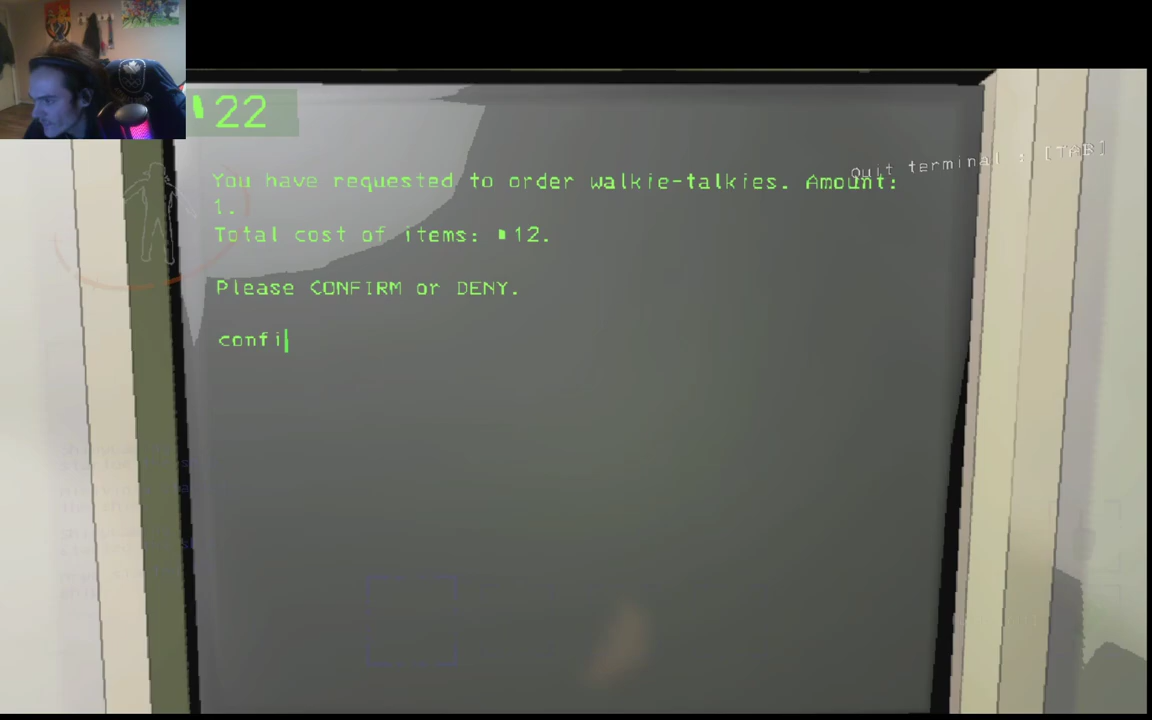 22
Quit terminal : [TAB]
You have requested to order walkie-talkies. Amount:
1.
Total cost of items: ▮12.
Please CONFIRM or DENY.
confi